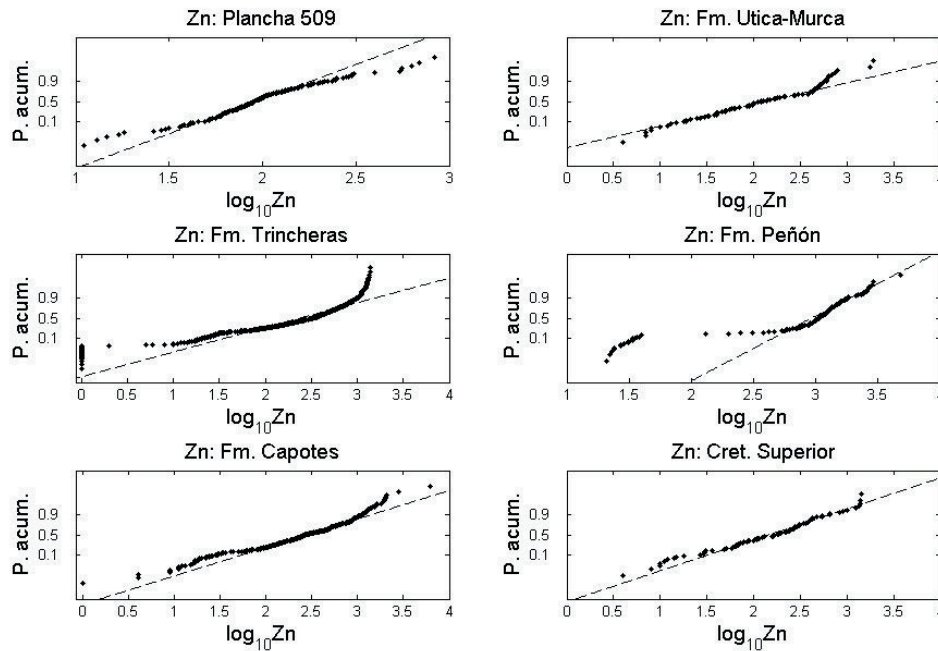 Zn: Plancha 509
P. acum.
0.9
0.5
0.1
1 1.5 2 2.5 3
log10Zn
Zn: Fm. Utica-Murca
P. acum.
0.9
0.5
0.1
0 0.5 1 1.5 2 2.5 3 3.5 4
log10Zn
Zn: Fm. Trincheras
P. acum.
0.9
0.5
0.1
0 0.5 1 1.5 2 2.5 3 3.5 4
log10Zn
Zn: Fm. Peñón
P. acum.
0.9
0.5
0.1
1 1.5 2 2.5 3 3.5 4
log10Zn
Zn: Fm. Capotes
P. acum.
0.9
0.5
0.1
0 0.5 1 1.5 2 2.5 3 3.5 4
log10Zn
Zn: Cret. Superior
P. acum.
0.9
0.5
0.1
0 0.5 1 1.5 2 2.5 3 3.5 4
log10Zn